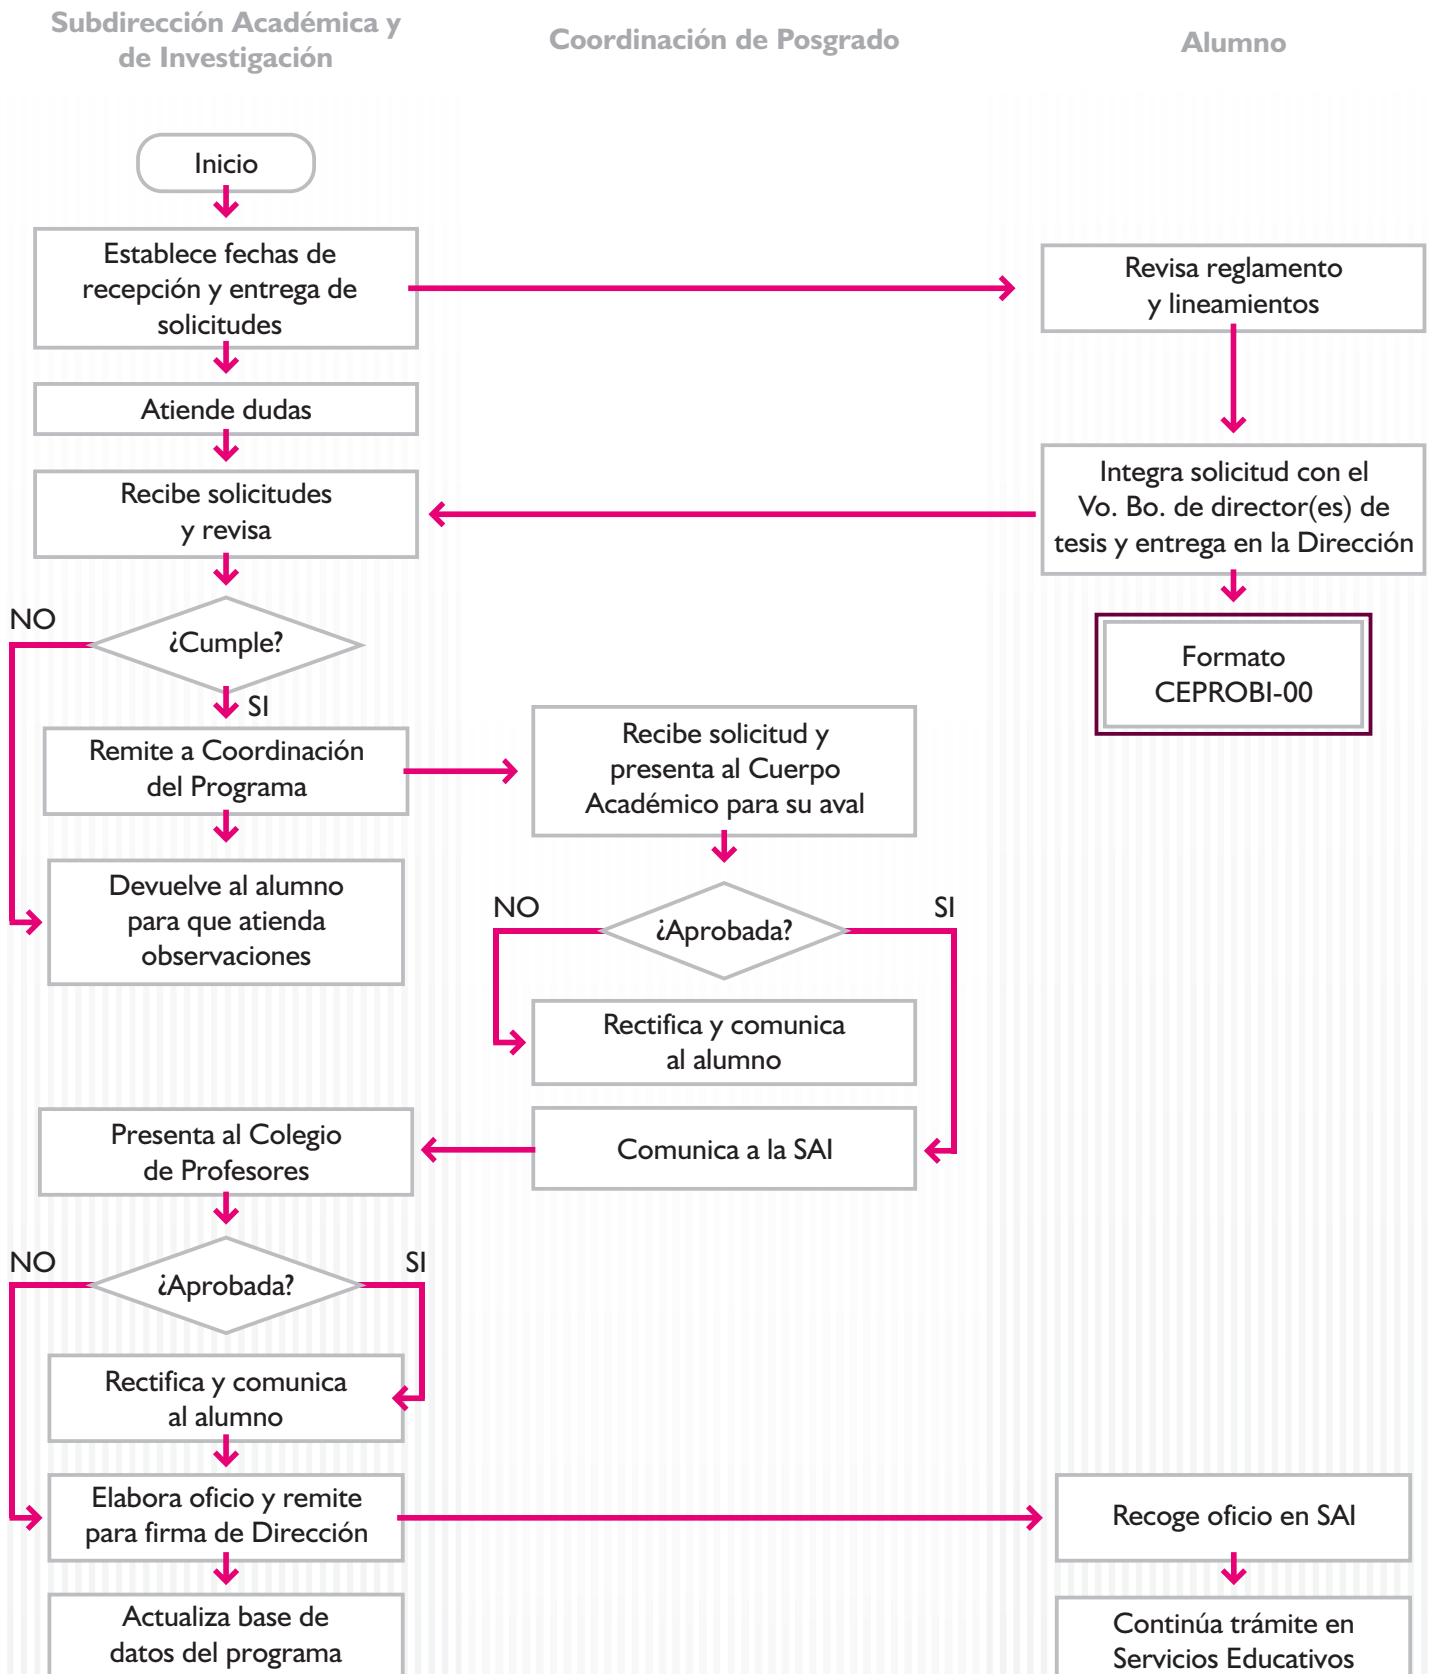 Subdirección Académica y
de Investigación
Coordinación de Posgrado
Alumno
Inicio
Establece fechas de
recepción y entrega de
solicitudes
Revisa reglamento
y lineamientos
Atiende dudas
Recibe solicitudes
y revisa
Integra solicitud con el
Vo. Bo. de director(es) de
tesis y entrega en la Dirección
NO
¿Cumple?
SI
Formato
CEPROBI-00
Remite a Coordinación
del Programa
Recibe solicitud y
presenta al Cuerpo
Académico para su aval
Devuelve al alumno
para que atienda
observaciones
NO
¿Aprobada?
SI
Rectifica y comunica
al alumno
Presenta al Colegio
de Profesores
Comunica a la SAI
NO
¿Aprobada?
SI
Rectifica y comunica
al alumno
Elabora oficio y remite
para firma de Dirección
Recoge oficio en SAI
Actualiza base de
datos del programa
Continúa trámite en
Servicios Educativos